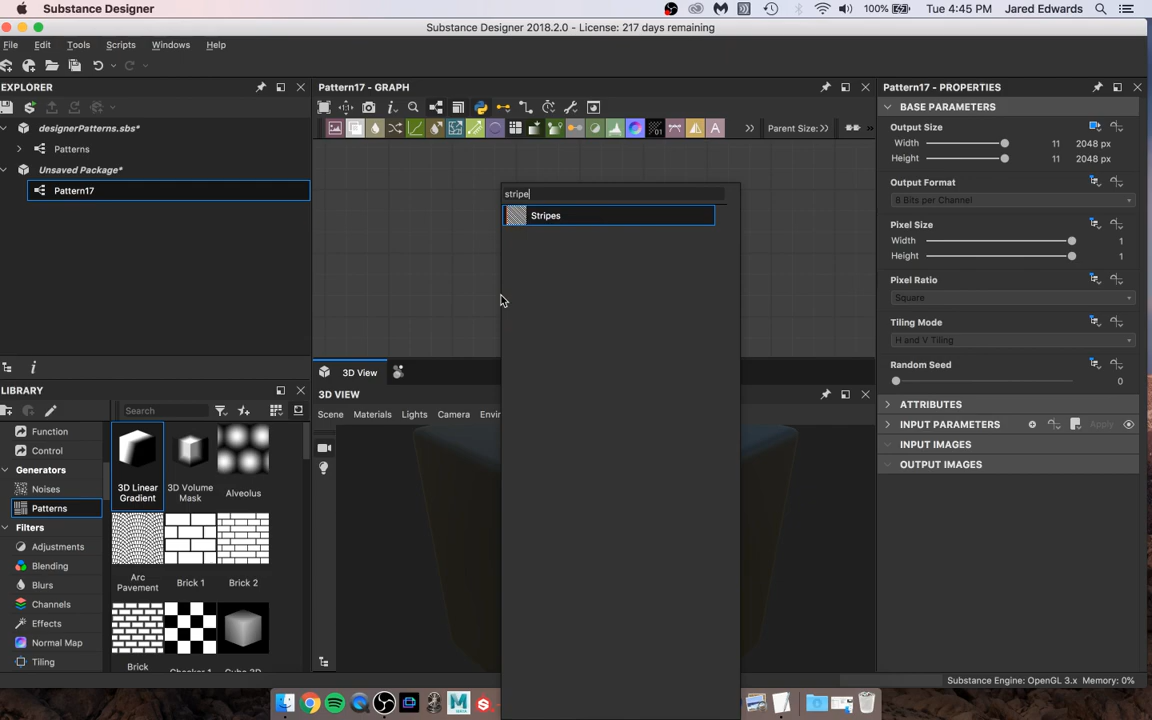 Substance Designer
100%
Tue 4:45 PM Jared Edwards
Substance Designer 2018.2.0 - License: 217 days remaining
File Edit Tools Scripts Windows Help
EXPLORER
designerPatterns.sbs*
Patterns
Unsaved Package*
Pattern17
LIBRARY
Search
Function
Control
Generators
Noises
Patterns
Filters
Adjustments
Blending
Blurs
Channels
Effects
Normal Map
Tiling
3D Linear Gradient
3D Volume Mask
Alveolus
Arc Pavement
Brick 1
Brick 2
Brick
Checker 1
Cube 3D
Pattern17 - GRAPH
Parent Size:
stripe
Stripes
3D View
3D VIEW
Scene Materials Lights Camera Envir
Pattern17 - PROPERTIES
BASE PARAMETERS
Output Size
Width 11 2048 px
Height 11 2048 px
Output Format
8 Bits per Channel
Pixel Size
Width 1
Height 1
Pixel Ratio
Square
Tiling Mode
H and V Tiling
Random Seed
0
ATTRIBUTES
INPUT PARAMETERS
Apply
INPUT IMAGES
OUTPUT IMAGES
Substance Engine: OpenGL 3.x Memory: 0%